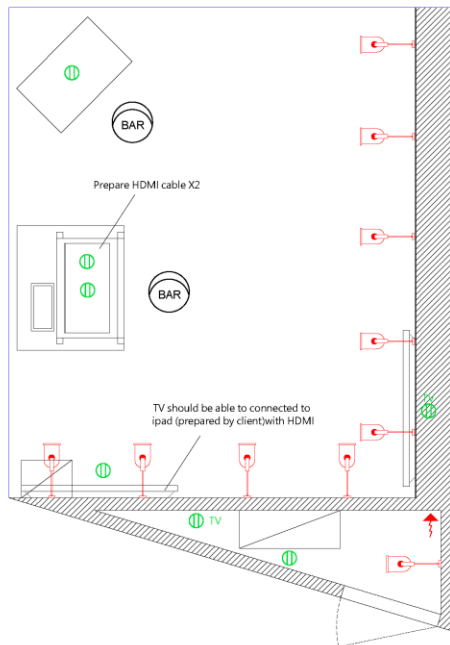 BAR
Prepare HDMI cable X2
BAR
TV
TV should be able to connected to
ipad (prepared by client)with HDMI
TV